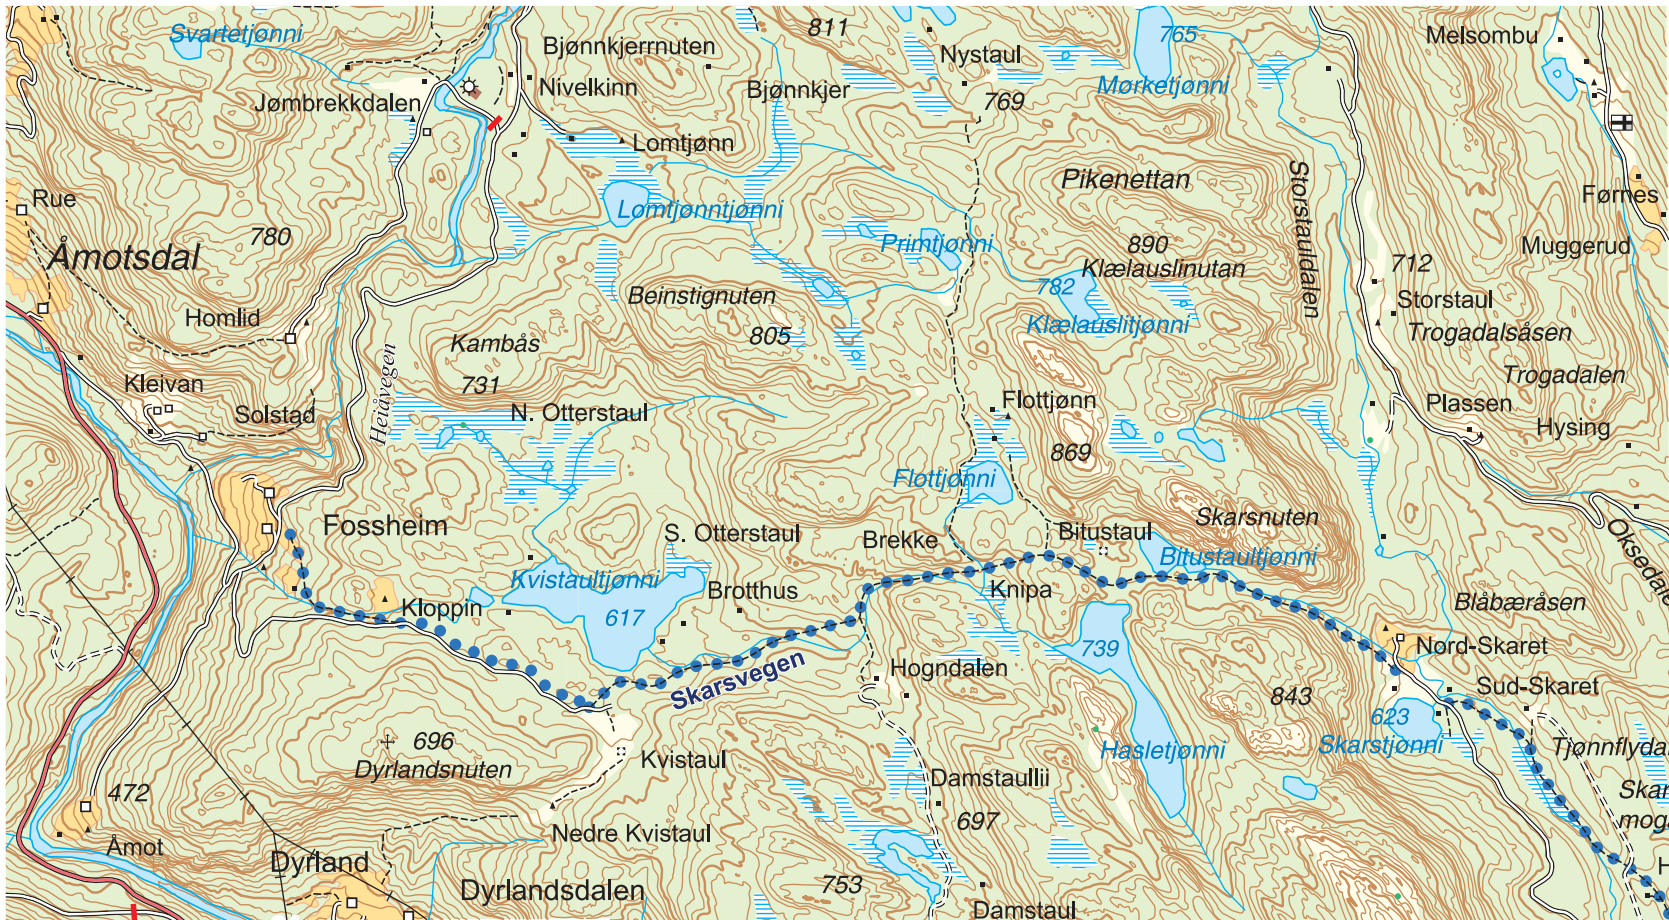 Svartetjønni
811
765
Melsombu
Bjønnkjerrnuten
Nystaul
Nivelkinn
Bjønnkjer
Mørketjønni
Jømbrekkdalen
769
Lomtjønn
Pikenettan
Storstauldalen
Førnes
Rue
Lomtjønntjønni
780
Primtjønni
890
Muggerud
Åmotsdal
Klælauslinutan
712
782
Beinstignuten
Storstaul
Homlid
Klælauslitjønni
Trogadalsåsen
805
Kambås
Heiåvegen
Trogadalen
Kleivan
731
Flottjønn
Plassen
Solstad
N. Otterstaul
Hysing
869
Flottjønni
Skarsnuten
Fossheim
S. Otterstaul
Brekke
Bitustaul
Bitustaultjønni
Kvistaultjønni
Brotthus
Knipa
Blåbæråsen
Kloppin
617
Nord-Skaret
739
Hogndalen
Skarsvegen
843
Sud-Skaret
623
696
Kvistaul
Hasletjønni
Skarstjønni
Dyrlandsnuten
Damstaullii
472
697
Nedre Kvistaul
Åmot
Dyrland
Dyrlandsdalen
753
Damstaul